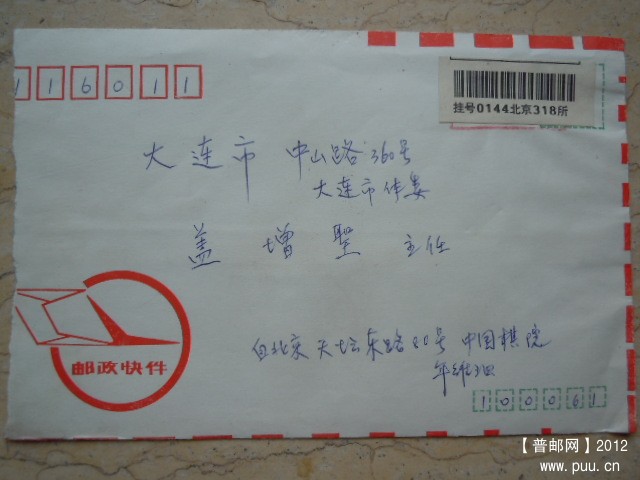 116011
挂号0144北京318所
大连市 中山路360号
大连市体委
盖 增 聖 主任
邮政快件
自北京天坛东路80号 中国棋院
100061
【普邮网】2012
www.puu.cn